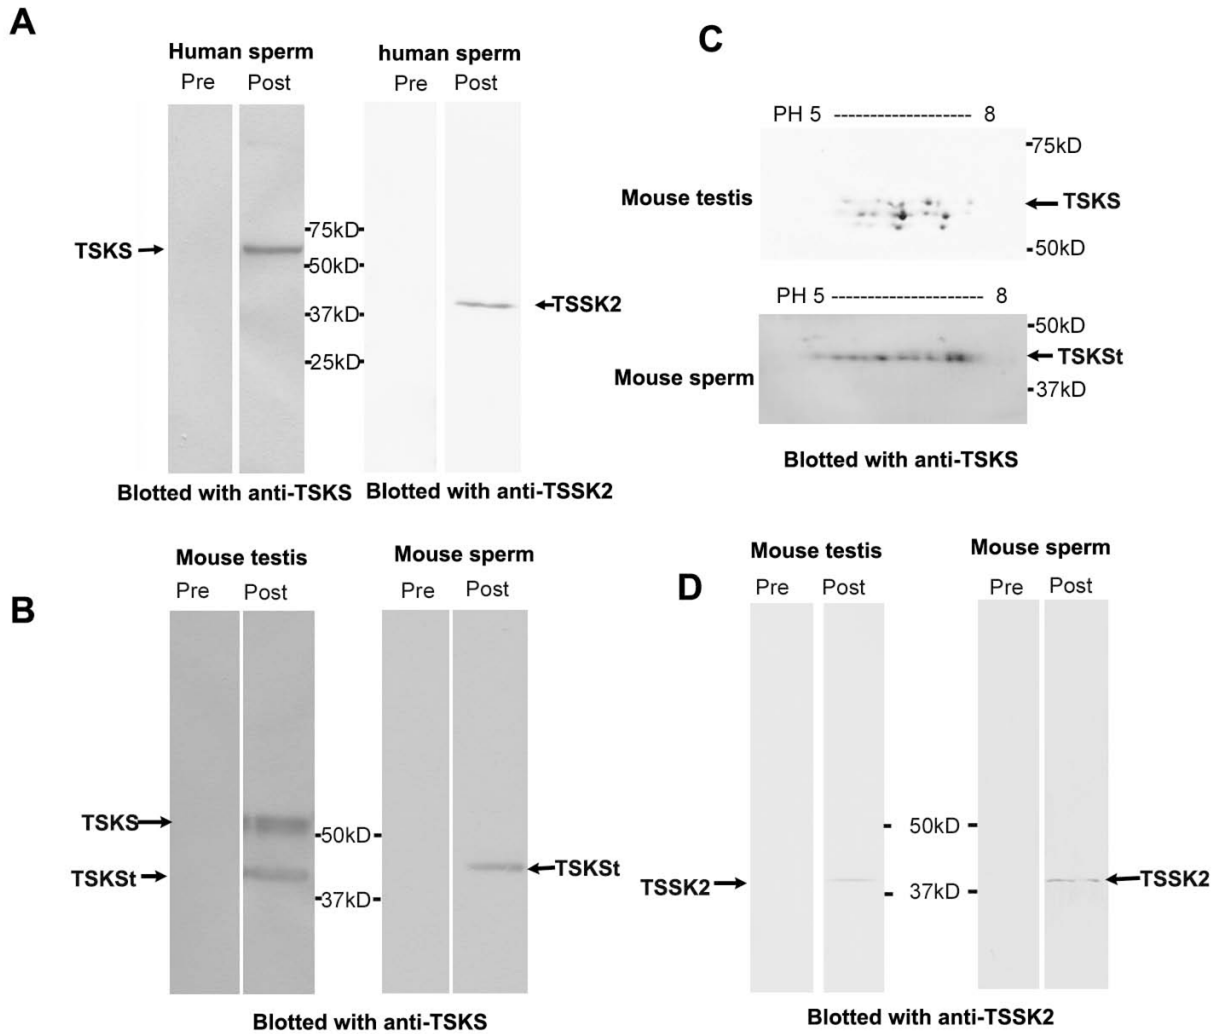 A
Human sperm
Pre Post
human sperm
Pre Post
TSKS
75kD
50kD
37kD
25kD
TSSK2
Blotted with anti-TSKS
Blotted with anti-TSSK2
C
PH 5 ------------------- 8
75kD
Mouse testis
TSKS
50kD
PH 5 --------------------- 8
50kD
TSKSt
Mouse sperm
37kD
Blotted with anti-TSKS
B
Mouse testis
Pre Post
Mouse sperm
Pre Post
TSKS
50kD
TSKSt
TSKSt
37kD
Blotted with anti-TSKS
D
Mouse testis
Pre Post
Mouse sperm
Pre Post
50kD
TSSK2
37kD
TSSK2
Blotted with anti-TSSK2